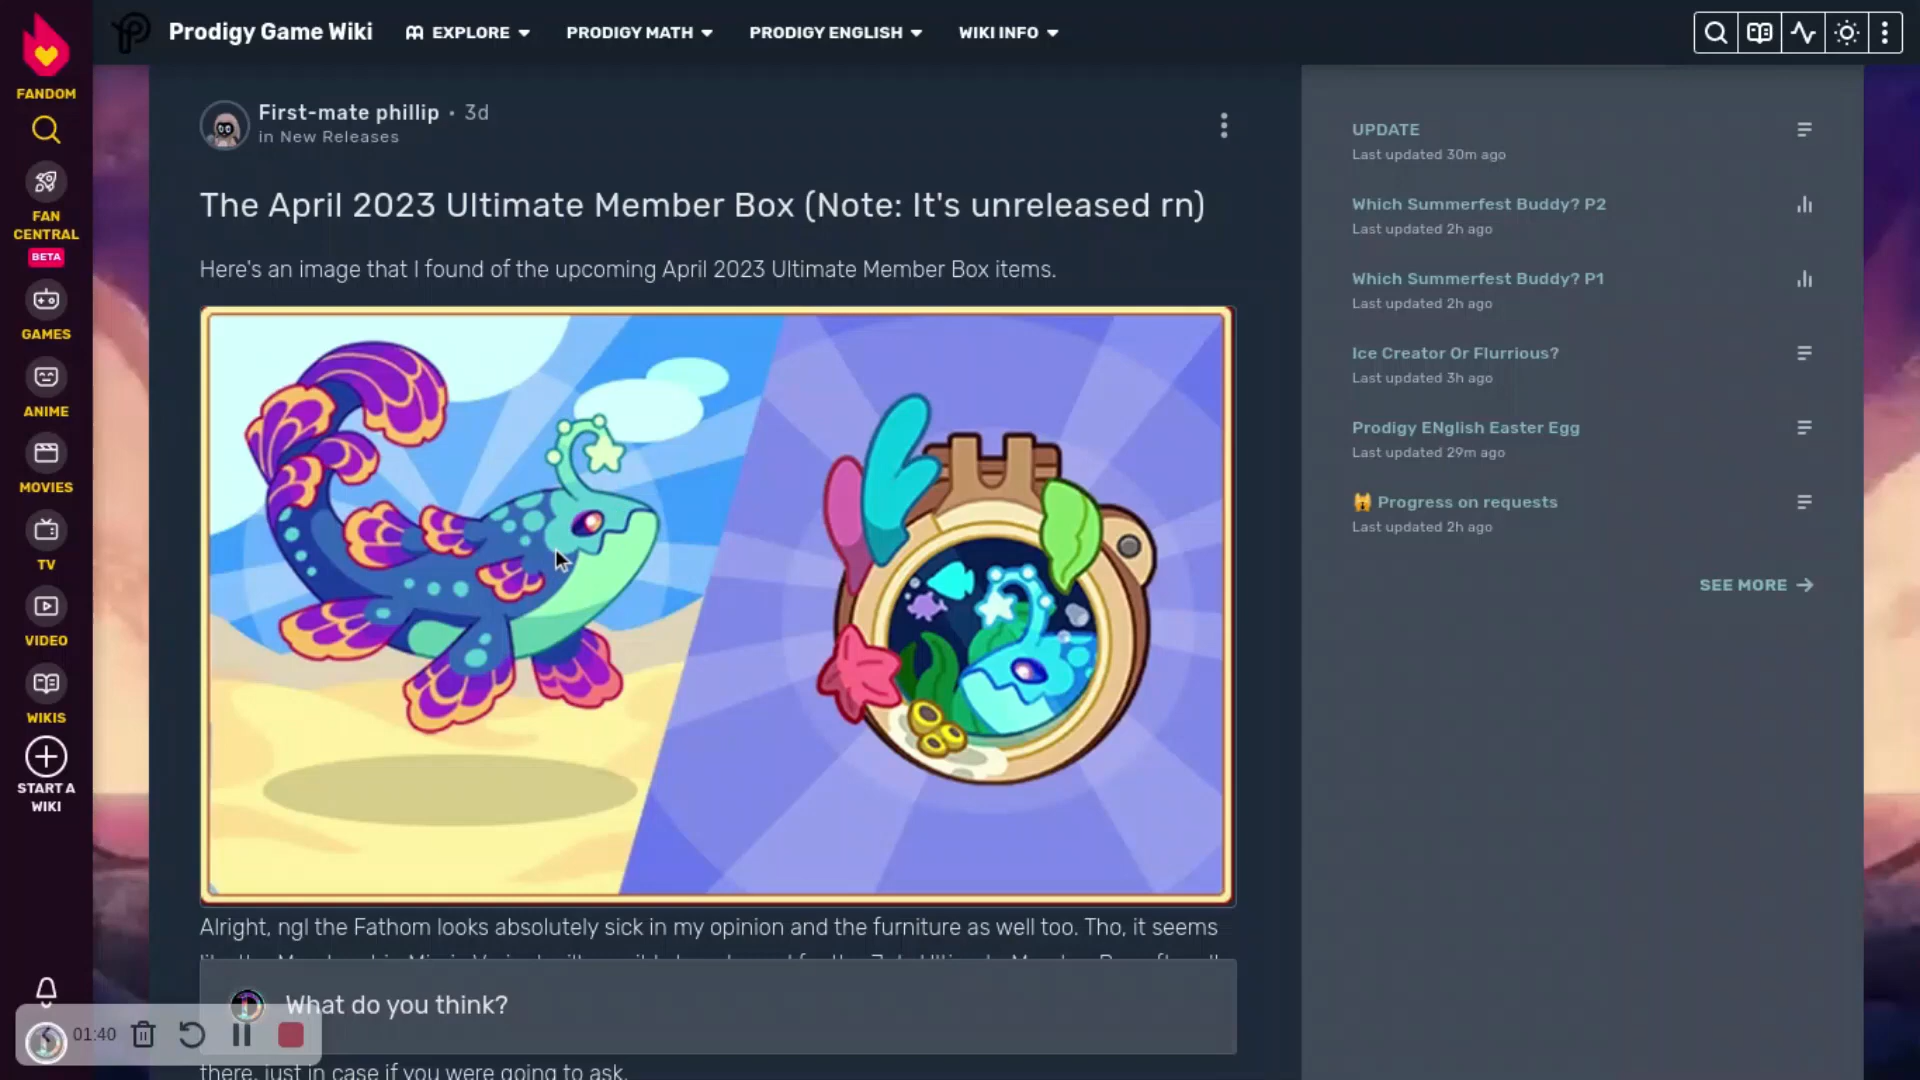 Prodigy Game Wiki
EXPLORE
PRODIGY MATH
PRODIGY ENGLISH
WIKI INFO
FANDOM
FAN CENTRAL
BETA
GAMES
ANIME
MOVIES
TV
VIDEO
WIKIS
START A
WIKI
First-mate phillip • 3d
in New Releases
The April 2023 Ultimate Member Box (Note: It's unreleased rn)
Here's an image that I found of the upcoming April 2023 Ultimate Member Box items.
Alright, ngl the Fathom looks absolutely sick in my opinion and the furniture as well too. Tho, it seems
What do you think?
there, just in case if you were going to ask.
01:40
UPDATE
Last updated 30m ago
Which Summerfest Buddy? P2
Last updated 2h ago
Which Summerfest Buddy? P1
Last updated 2h ago
Ice Creator Or Flurrious?
Last updated 3h ago
Prodigy ENglish Easter Egg
Last updated 29m ago
🙀 Progress on requests
Last updated 2h ago
SEE MORE →